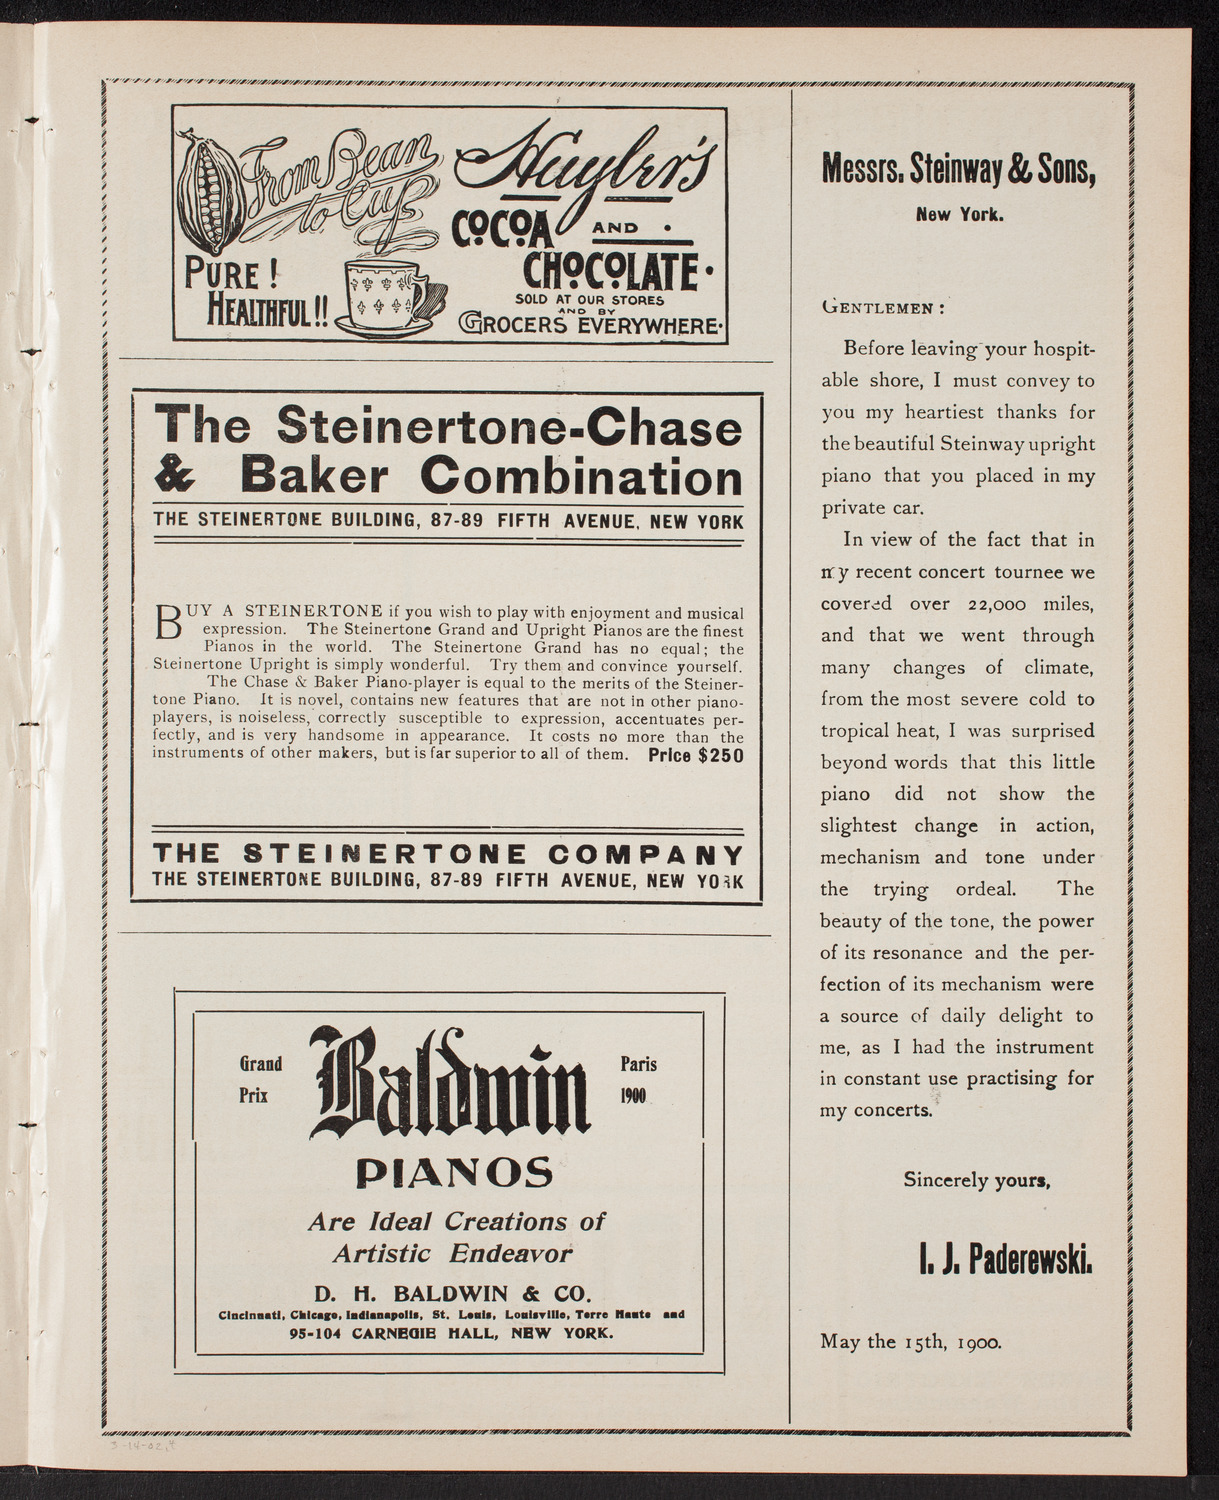 From Bean
to Cup
Huyler's
COCOA AND
CHOCOLATE
PURE!
HEALTHFUL!!
SOLD AT OUR STORES
AND BY
GROCERS EVERYWHERE
The Steinertone-Chase
& Baker Combination
THE STEINERTONE BUILDING, 87-89 FIFTH AVENUE, NEW YORK
BUY A STEINERTONE if you wish to play with enjoyment and musical
expression. The Steinertone Grand and Upright Pianos are the finest
Pianos in the world. The Steinertone Grand has no equal; the
Steinertone Upright is simply wonderful. Try them and convince yourself.
The Chase & Baker Piano-player is equal to the merits of the Steiner-
tone Piano. It is novel, contains new features that are not in other piano-
players, is noiseless, correctly susceptible to expression, accentuates per-
fectly, and is very handsome in appearance. It costs no more than the
instruments of other makers, but is far superior to all of them. Price $250
THE STEINERTONE COMPANY
THE STEINERTONE BUILDING, 87-89 FIFTH AVENUE, NEW YORK
Grand
Prix
Baldwin
Paris
1900
PIANOS
Are Ideal Creations of
Artistic Endeavor
D. H. BALDWIN & CO.
Cincinnati, Chicago, Indianapolis, St. Louis, Louisville, Terre Haute and
95-104 CARNEGIE HALL, NEW YORK.
Messrs. Steinway & Sons,
New York.
GENTLEMEN:
Before leaving your hospit-
able shore, I must convey to
you my heartiest thanks for
the beautiful Steinway upright
piano that you placed in my
private car.
In view of the fact that in
my recent concert tournee we
covered over 22,000 miles,
and that we went through
many changes of climate,
from the most severe cold to
tropical heat, I was surprised
beyond words that this little
piano did not show the
slightest change in action,
mechanism and tone under
the trying ordeal. The
beauty of the tone, the power
of its resonance and the per-
fection of its mechanism were
a source of daily delight to
me, as I had the instrument
in constant use practising for
my concerts.
Sincerely yours,
I. J. Paderewski.
May the 15th, 1900.